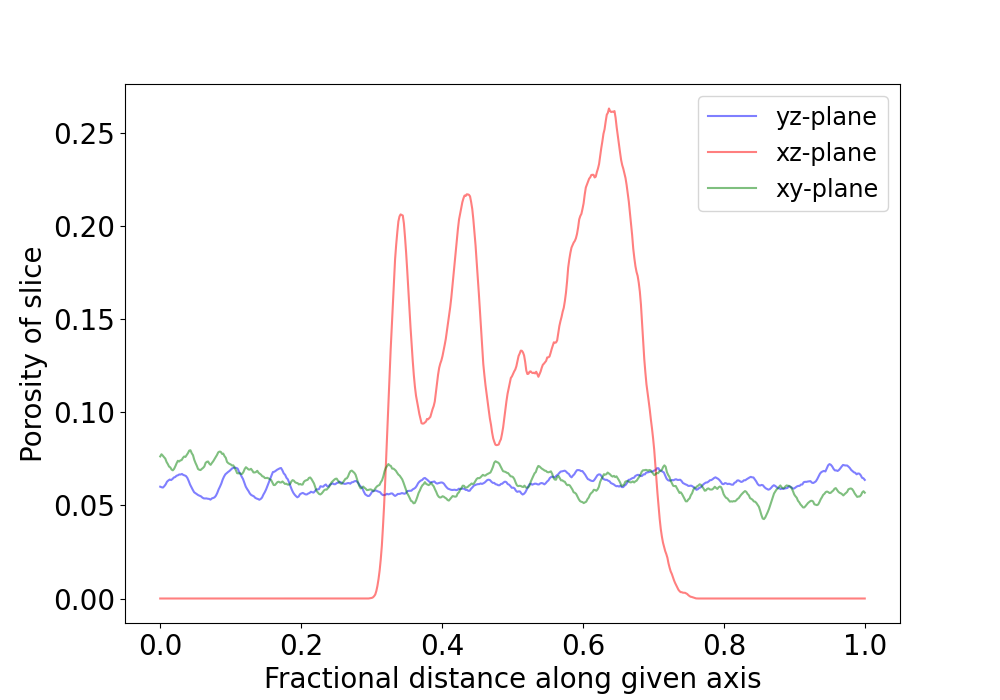 yz-plane
xz-plane
xy-plane
Porosity of slice
0.25
0.20
0.15
0.10
0.05
0.00
0.0 0.2 0.4 0.6 0.8 1.0
Fractional distance along given axis